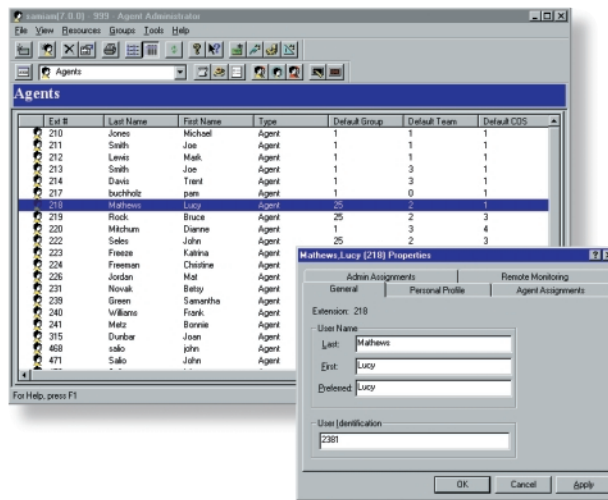 samiam(7.0.0) - 999 - Agent Administrator
File View Resources Groups Tools Help
Agents
Agents
Ext # Last Name First Name Type Default Group Default Team Default COS
210 Jones Michael Agent 1 1 1
211 Smith Joe Agent 1 1 1
212 Lewis Mark Agent 1 1 1
213 Smith Joe Agent 1 3 1
214 Davis Trent Agent 1 3 1
217 buchholz pam Agent 1 0 1
218 Mathews Lucy Agent 25 2 1
219 Rock Bruce Agent 25 2 3
220 Mitchum Dianne Agent 1 3 4
222 Seles John Agent 25 2 3
223 Freeze Katrina Agent
224 Freeman Christine Agent
226 Jordan Mat Agent
231 Novak Betsy Agent
239 Green Samantha Agent
240 Williams Frank Agent
241 Metz Bonnie Agent
315 Dunbar Joan Agent
468 salio john Agent
471 Salio John Agent
For Help, press F1
Mathews,Lucy (218) Properties
Admin Assignments Remote Monitoring
General Personal Profile Agent Assignments
Extension: 218
User Name
Last: Mathews
First: Lucy
Preferred: Lucy
User Identification
2381
OK Cancel Apply